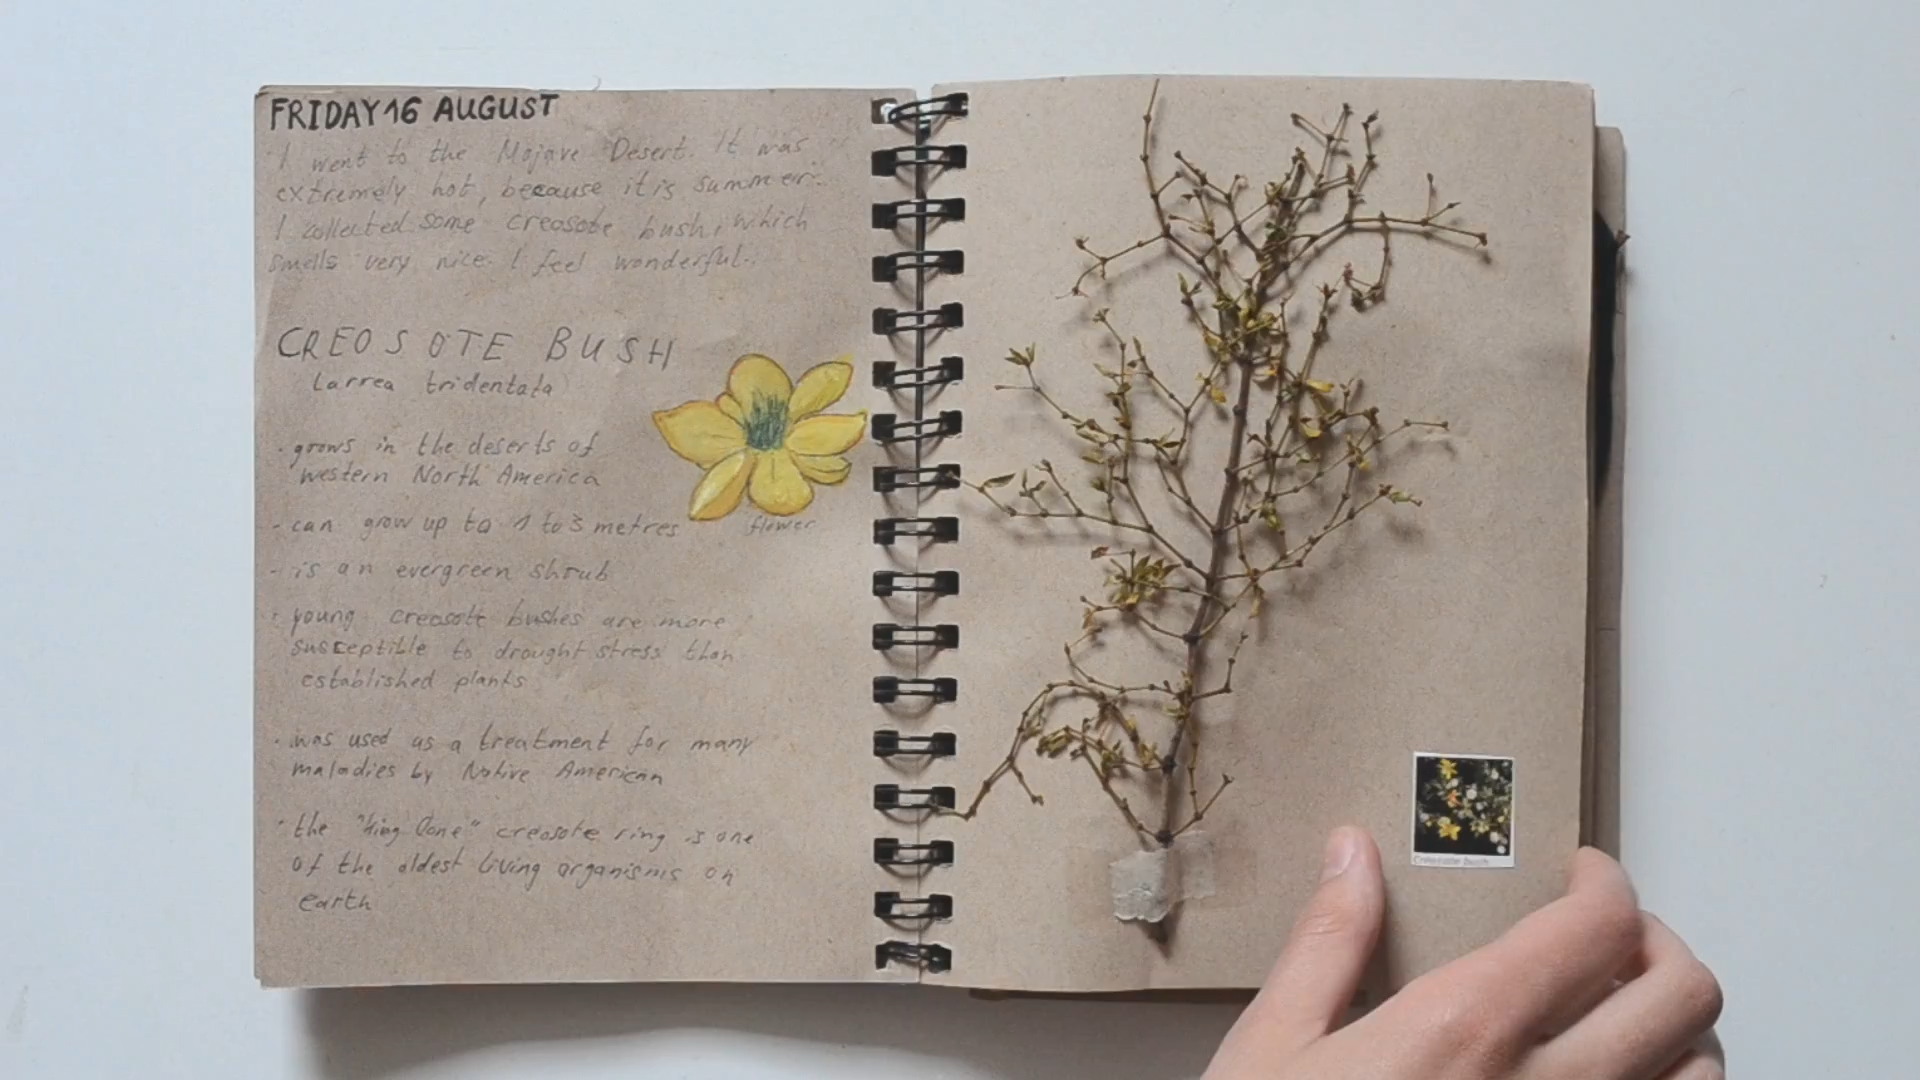 FRIDAY 16 AUGUST
I went to the Mojave Desert. It was
extremely hot, because it is summer.
I collected some creosote bush, which
smells very nice. I feel wonderful.
CREOSOTE BUSH
Larrea tridentata
- grows in the deserts of
western North America
- can grow up to 1 to 3 metres
flower
- is an evergreen shrub
- young creosote bushes are more
susceptible to drought stress than
established plants
- was used as a treatment for many
maladies by Native American
- the "King Clone" creosote ring is one
of the oldest living organisms on
earth
Creosote bush